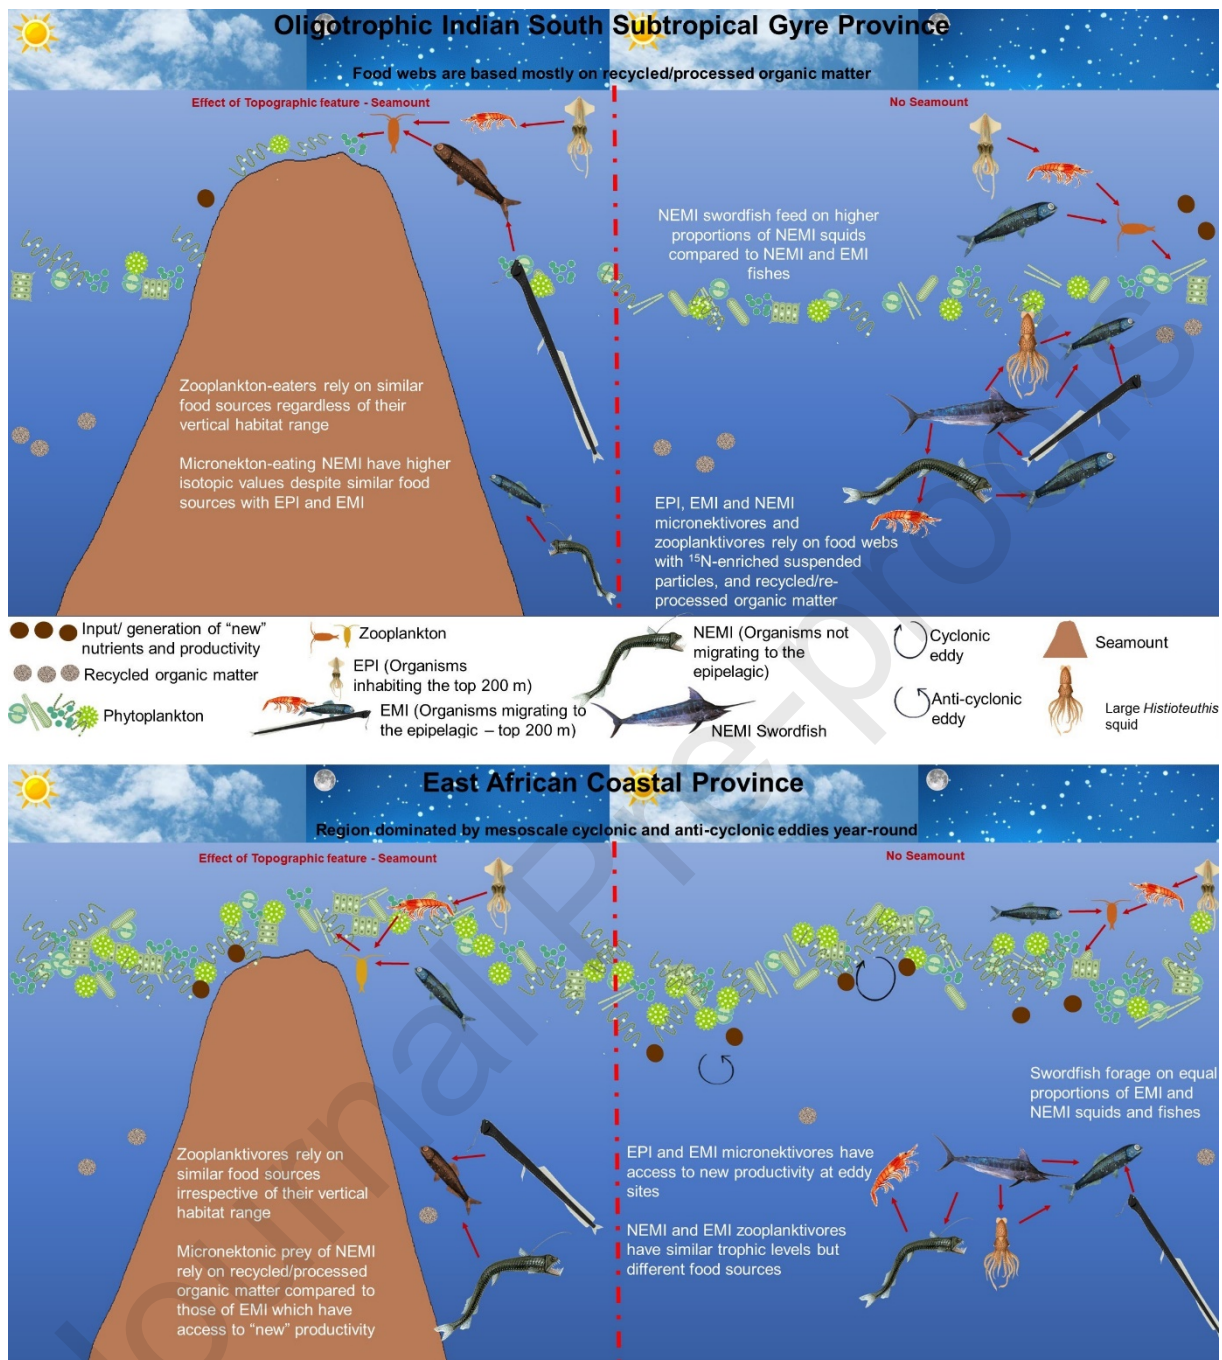 Oligotrophic Indian South Subtropical Gyre Province
Food webs are based mostly on recycled/processed organic matter
Effect of Topographic feature - Seamount
No Seamount
NEMI swordfish feed on higher
proportions of NEMI squids
compared to NEMI and EMI
fishes
Zooplankton-eaters rely on similar
food sources regardless of their
vertical habitat range
Micronekton-eating NEMI have higher
isotopic values despite similar food
sources with EPI and EMI
EPI, EMI and NEMI
micronektivores and
zooplanktivores rely on food webs
with ¹⁵N-enriched suspended
particles, and recycled/re-
processed organic matter
Input/ generation of “new”
nutrients and productivity
Recycled organic matter
Phytoplankton
Zooplankton
EPI (Organisms
inhabiting the top 200 m)
EMI (Organisms migrating to
the epipelagic – top 200 m)
NEMI (Organisms not
migrating to the
epipelagic)
NEMI Swordfish
Cyclonic
eddy
Anti-cyclonic
eddy
Seamount
Large Histioteuthis
squid
East African Coastal Province
Region dominated by mesoscale cyclonic and anti-cyclonic eddies year-round
Effect of Topographic feature - Seamount
No Seamount
Zooplanktivores rely on
similar food sources
irrespective of their vertical
habitat range
Micronektonic prey of NEMI
rely on recycled/processed
organic matter compared to
those of EMI which have
access to “new” productivity
Swordfish forage on equal
proportions of EMI and
NEMI squids and fishes
EPI and EMI micronektivores have
access to new productivity at eddy
sites
NEMI and EMI zooplanktivores
have similar trophic levels but
different food sources
Journal Pre-proofs